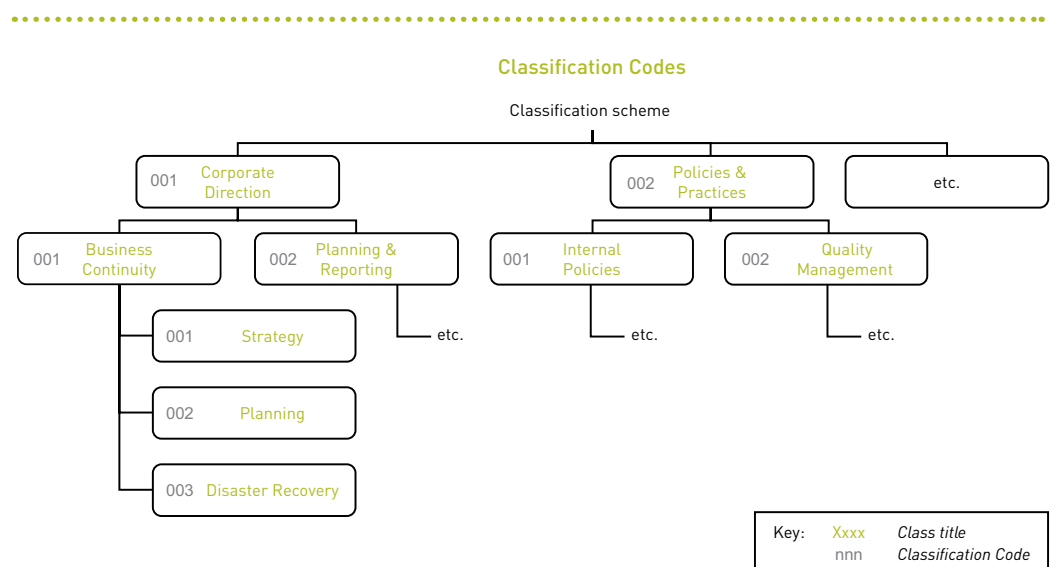 Classification Codes
Classification scheme
001 Corporate
Direction
002 Policies &
Practices
etc.
001 Business
Continuity
002 Planning &
Reporting
001 Internal
Policies
002 Quality
Management
001 Strategy
etc.
etc.
etc.
002 Planning
003 Disaster Recovery
Key: Xxxx Class title
nnn Classification Code